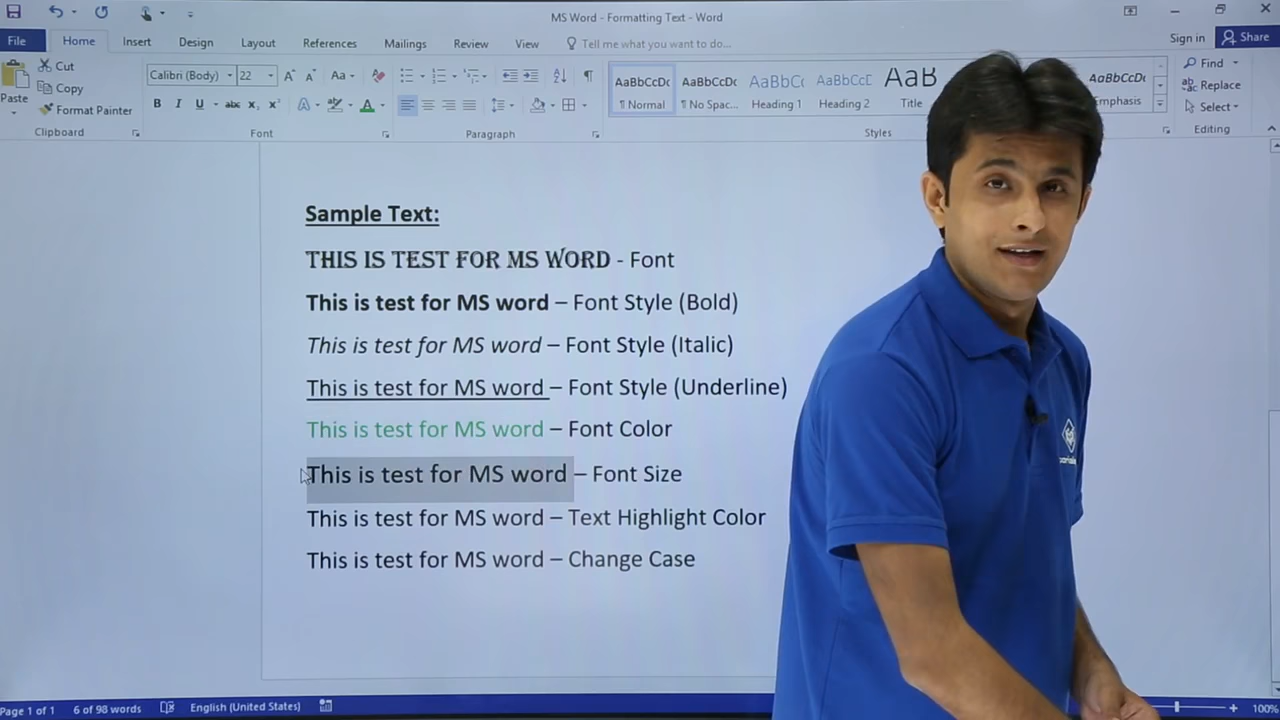 MS Word - Formatting Text - Word
File Home Insert Design Layout References Mailings Review View Tell me what you want to do... Sign in Share
Cut
Copy
Format Painter
Paste
Clipboard
Calibri (Body) 22
Font
Paragraph
AaBbCcDc AaBbCcDc AaBbC AaBbCcD AaB AaBbCcDc
¶ Normal ¶ No Spac... Heading 1 Heading 2 Title Emphasis
Styles
Find
Replace
Select
Editing
Sample Text:
THIS IS TEST FOR MS WORD - Font
This is test for MS word – Font Style (Bold)
This is test for MS word – Font Style (Italic)
This is test for MS word – Font Style (Underline)
This is test for MS word – Font Color
This is test for MS word – Font Size
This is test for MS word – Text Highlight Color
This is test for MS word – Change Case
Page 1 of 1 6 of 98 words English (United States) 100%